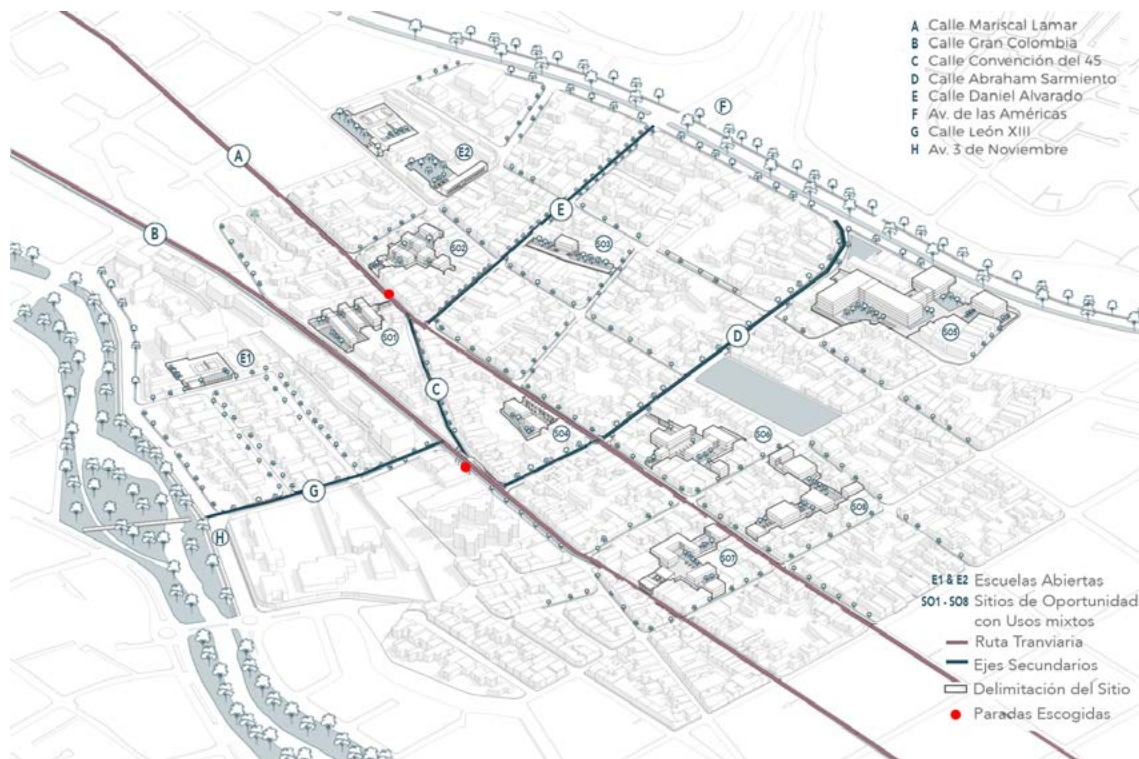 A Calle Mariscal Lamar
B Calle Gran Colombia
C Calle Convención del 45
D Calle Abraham Sarmiento
E Calle Daniel Alvarado
F Av. de las Américas
G Calle León XIII
H Av. 3 de Noviembre
F
A
E2
B
E
SO2
SO3
SO1
D
SO5
E1
C
SO4
SO6
G
SO8
H
SO7
E1 & E2 Escuelas Abiertas
SO1 - SO8 Sitios de Oportunidad
con Usos mixtos
Ruta Tranviaria
Ejes Secundarios
Delimitación del Sitio
Paradas Escogidas